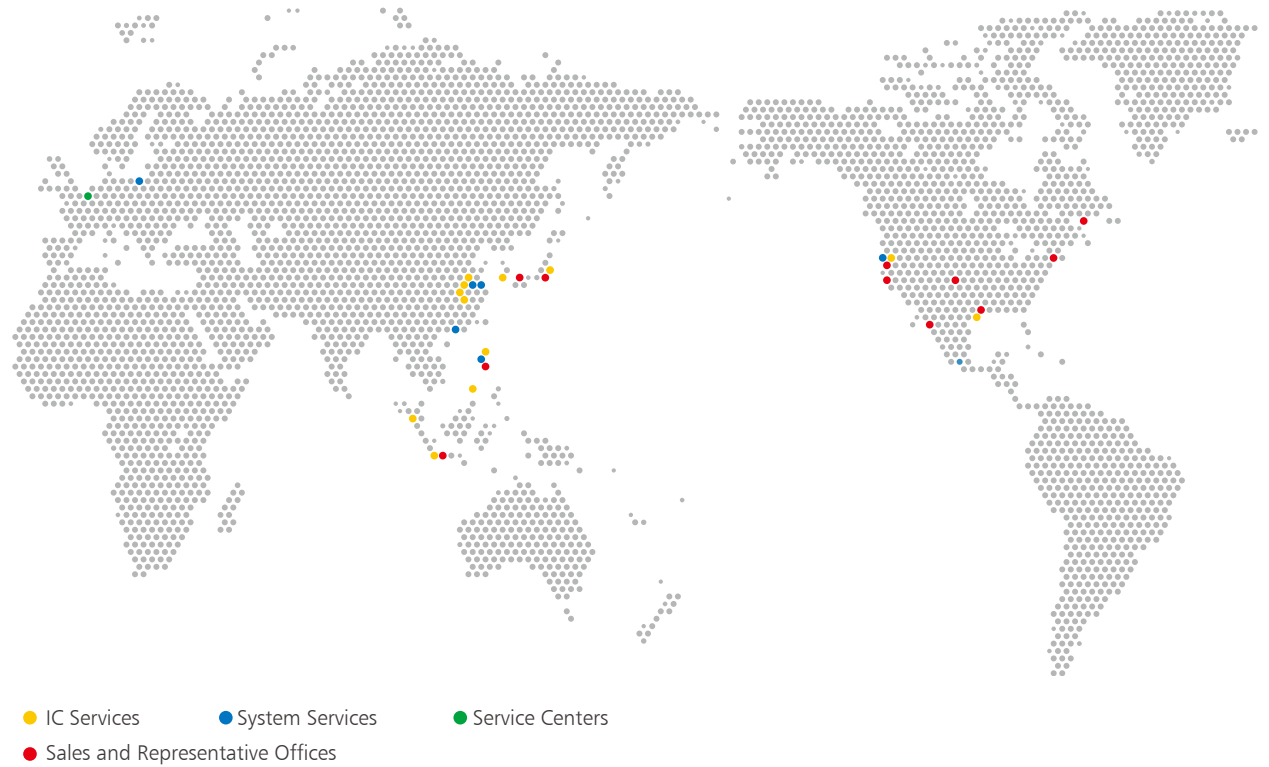 IC Services
System Services
Service Centers
Sales and Representative Offices